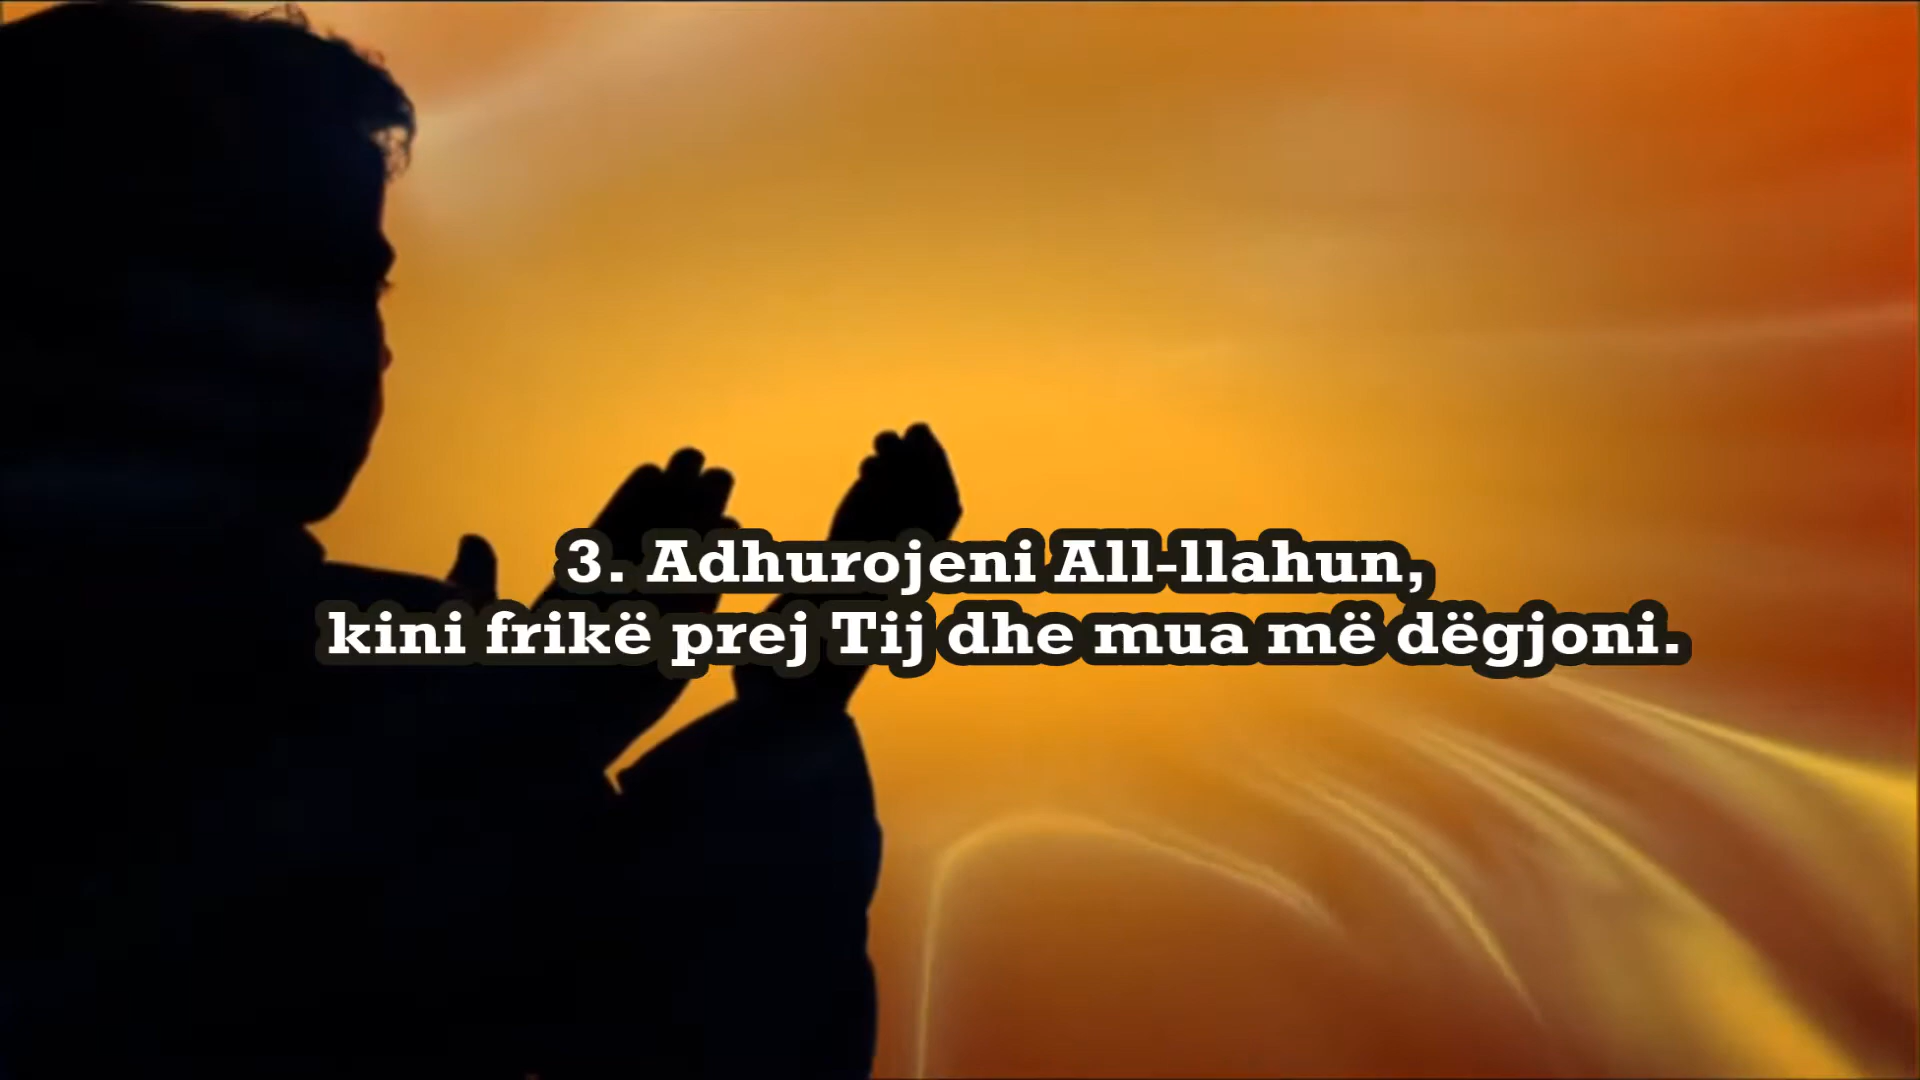 3. Adhurojeni All-llahun,
kini frikë prej Tij dhe mua më dëgjoni.